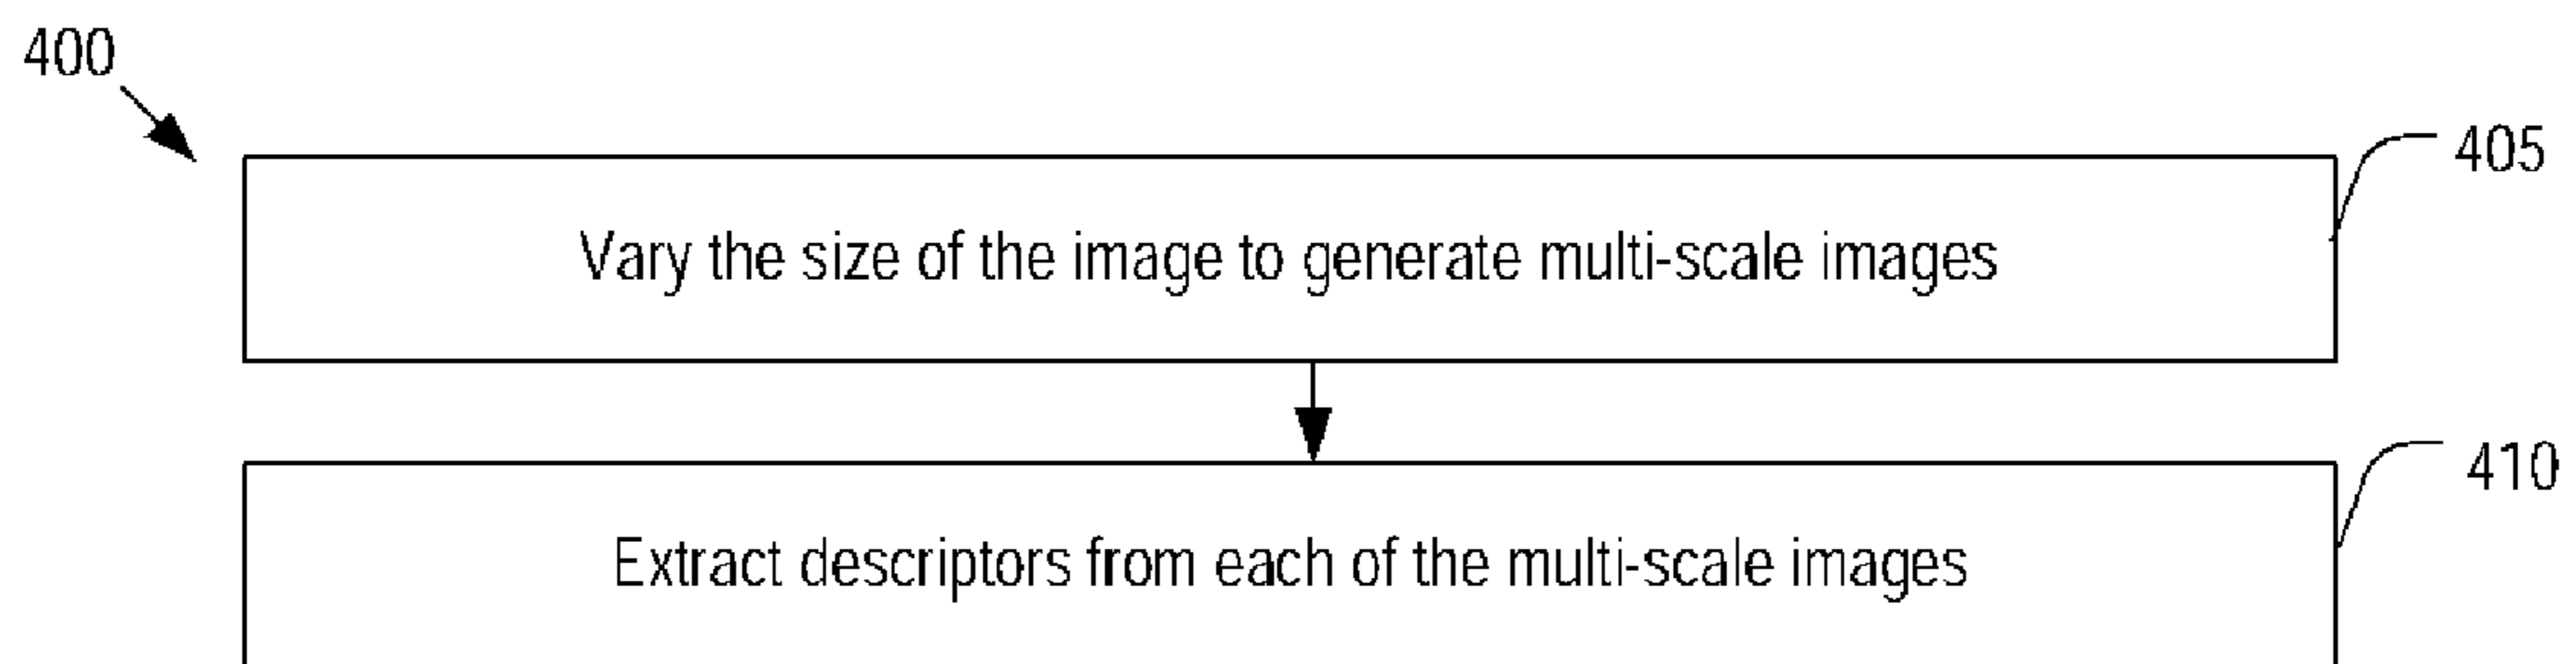 400
405
Vary the size of the image to generate multi-scale images
410
Extract descriptors from each of the multi-scale images